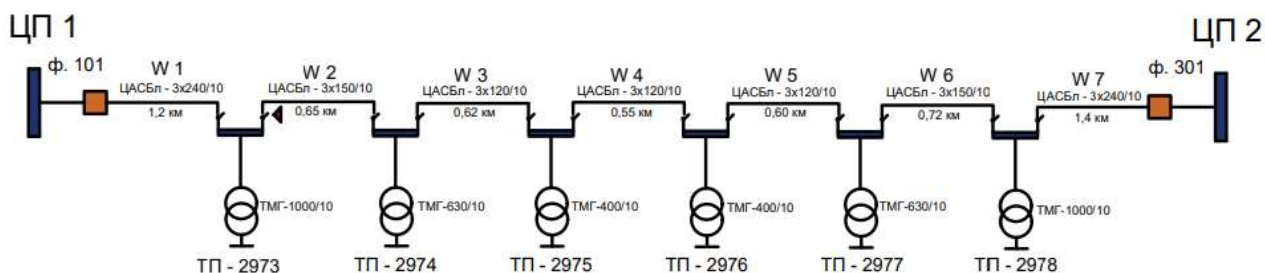 ЦП 1
ф. 101
W 1
ЦАСБл - 3х240/10
1,2 км
W 2
ЦАСБл - 3х150/10
0,65 км
W 3
ЦАСБл - 3х120/10
0,62 км
W 4
ЦАСБл - 3х120/10
0,55 км
W 5
ЦАСБл - 3х120/10
0,60 км
W 6
ЦАСБл - 3х150/10
0,72 км
W 7
ЦАСБл - 3х240/10
1,4 км
ф. 301
ЦП 2
ТМГ-1000/10
ТМГ-630/10
ТМГ-400/10
ТМГ-400/10
ТМГ-630/10
ТМГ-1000/10
ТП - 2973
ТП - 2974
ТП - 2975
ТП - 2976
ТП - 2977
ТП - 2978